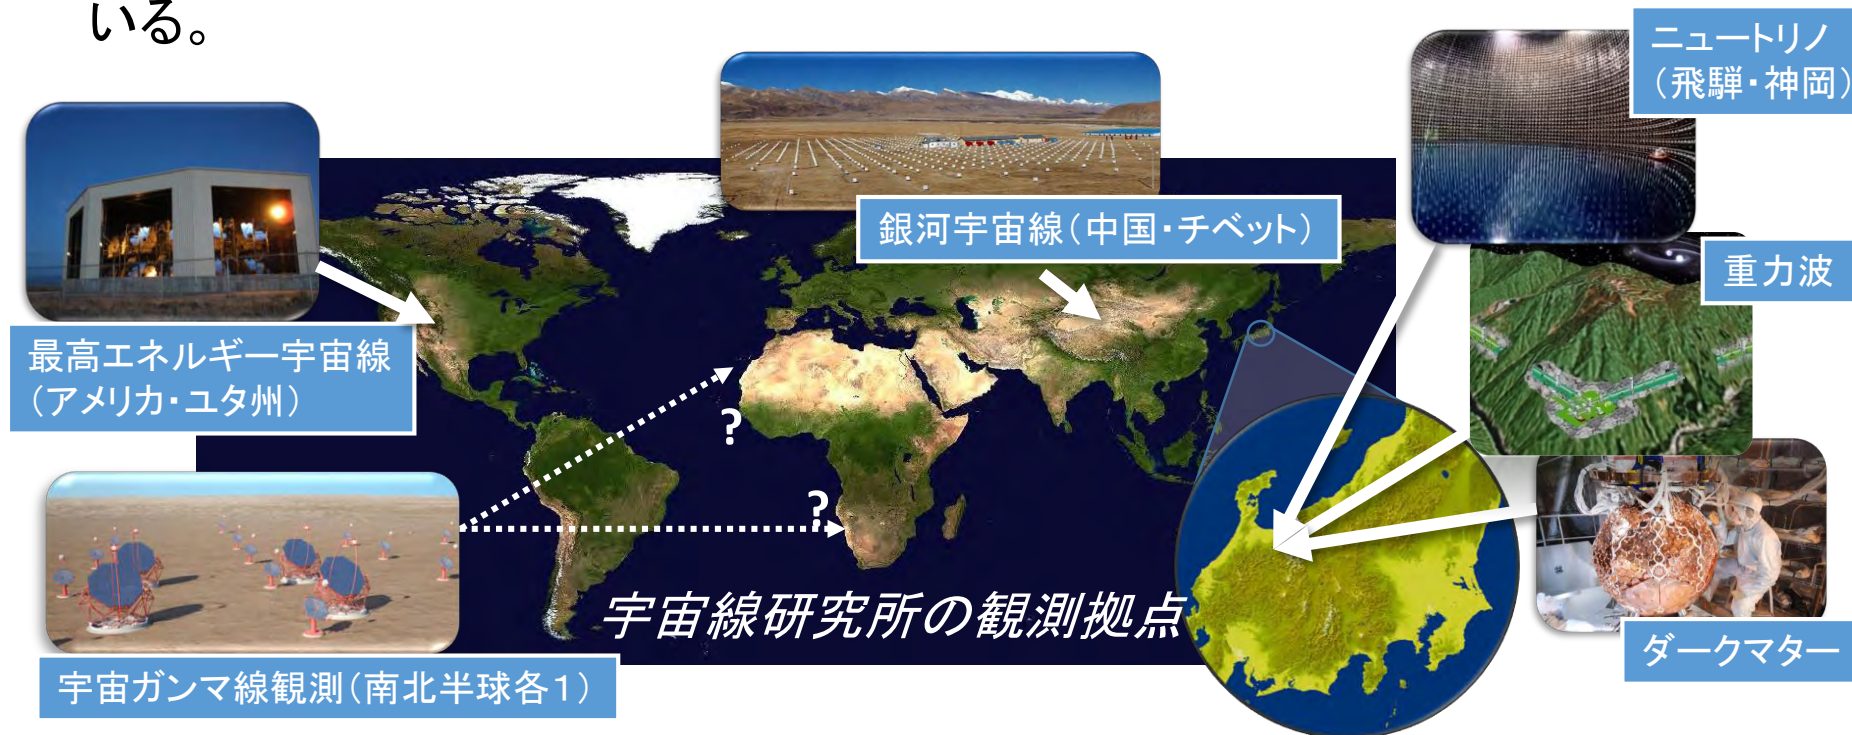 いる。
ニュートリノ
(飛騨・神岡)
銀河宇宙線(中国・チベット)
重力波
最高エネルギー宇宙線
(アメリカ・ユタ州)
?
?
宇宙線研究所の観測拠点
ダークマター
宇宙ガンマ線観測(南北半球各1)